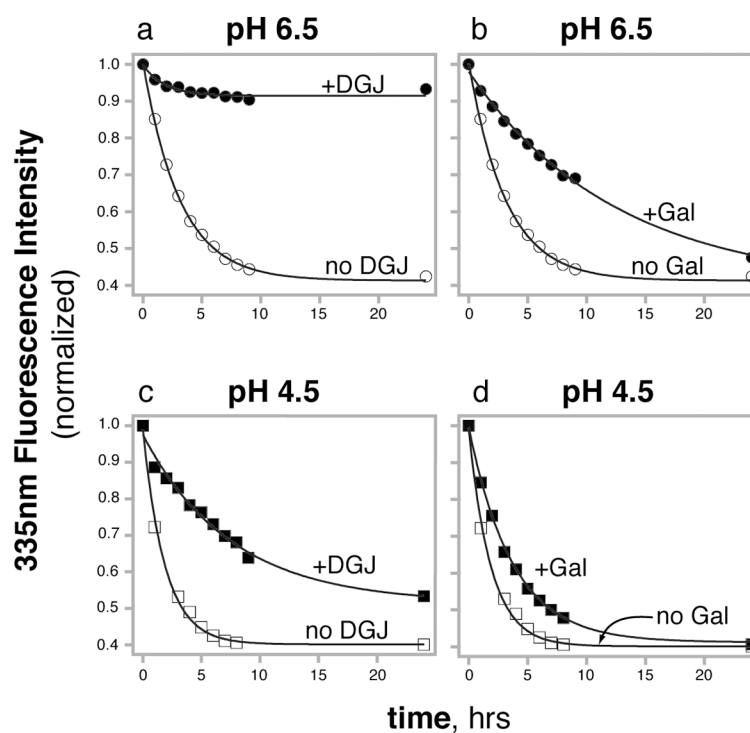 a
pH 6.5
b
pH 6.5
1.0
0.9
0.8
0.7
0.6
0.5
0.4
+DGJ
no DGJ
+Gal
no Gal
0 5 10 15 20
0 5 10 15 20
335nm Fluorescence Intensity
(normalized)
c
pH 4.5
d
pH 4.5
1.0
0.9
0.8
0.7
0.6
0.5
0.4
+DGJ
no DGJ
+Gal
no Gal
0 5 10 15 20
0 5 10 15 20
time, hrs